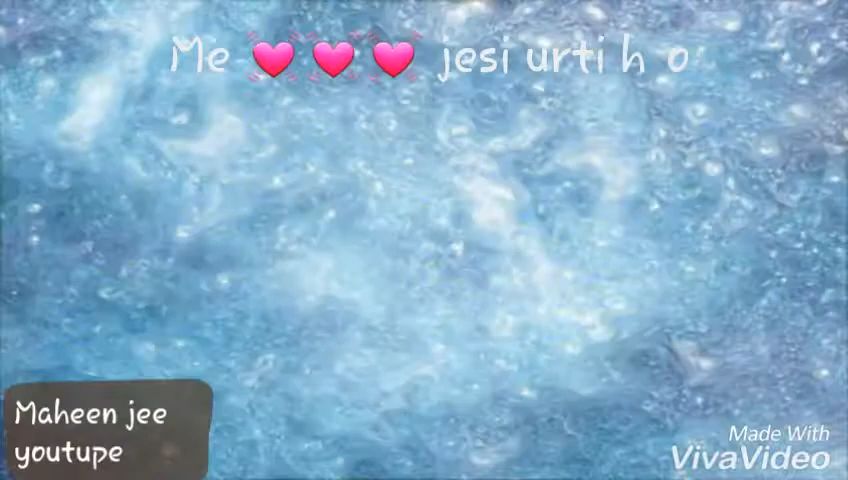 Me 💓💓💓 jesi urti h o
Maheen jee
youtupe
Made With
VivaVideo